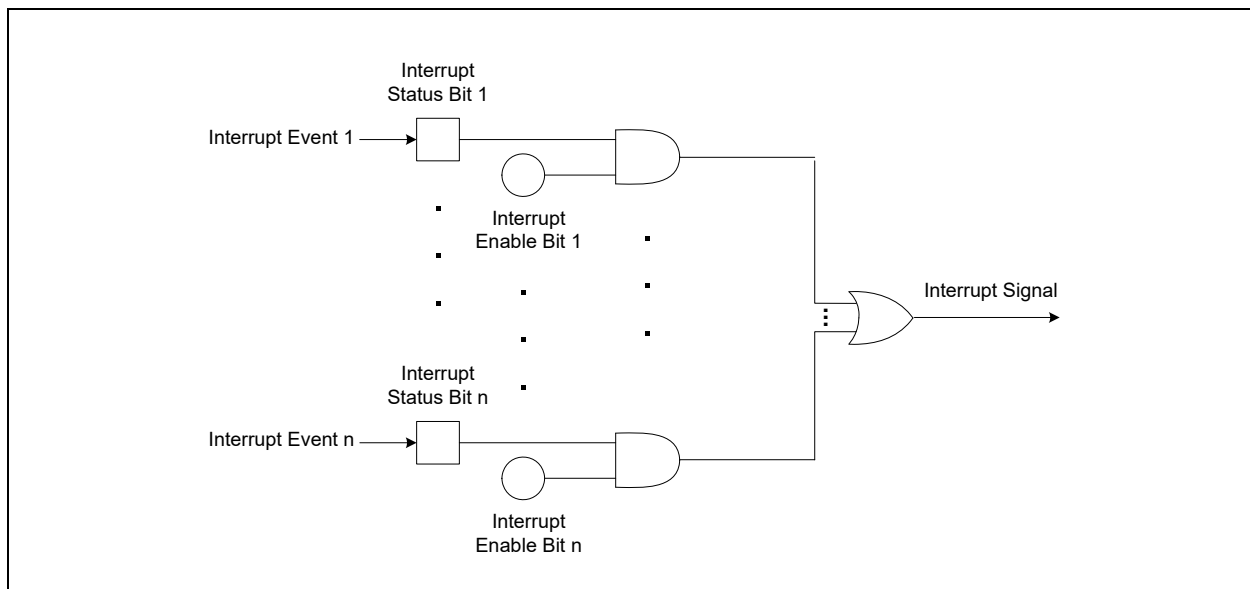 Interrupt
Status Bit 1
Interrupt Event 1
Interrupt
Enable Bit 1
Interrupt Signal
Interrupt
Status Bit n
Interrupt Event n
Interrupt
Enable Bit n